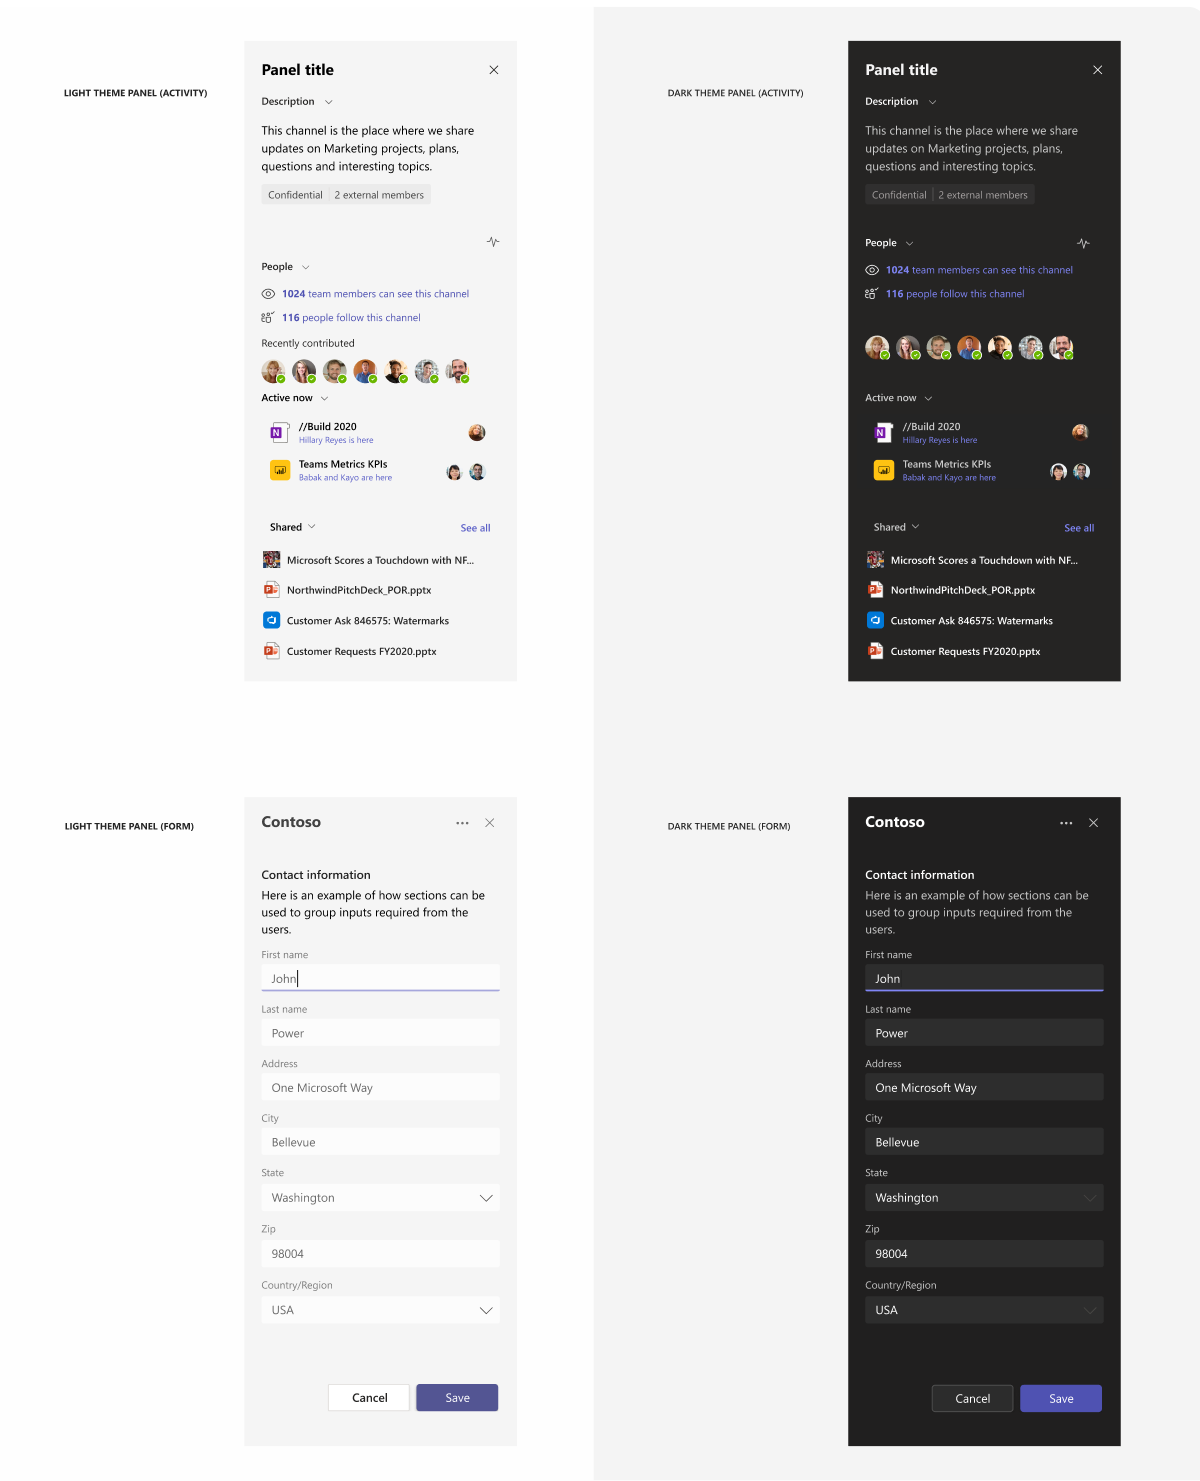 LIGHT THEME PANEL (ACTIVITY)
Panel title
Description
This channel is the place where we share
updates on Marketing projects, plans,
questions and interesting topics.
Confidential 2 external members
People
1024 team members can see this channel
116 people follow this channel
Recently contributed
Active now
N
//Build 2020
Hillary Reyes is here
Teams Metrics KPIs
Babak and Kayo are here
Shared See all
Microsoft Scores a Touchdown with NF...
P NorthwindPitchDeck_POR.pptx
Customer Ask 846575: Watermarks
P Customer Requests FY2020.pptx
DARK THEME PANEL (ACTIVITY)
Panel title
Description
This channel is the place where we share
updates on Marketing projects, plans,
questions and interesting topics.
Confidential 2 external members
People
1024 team members can see this channel
116 people follow this channel
Active now
N
//Build 2020
Hillary Reyes is here
Teams Metrics KPIs
Babak and Kayo are here
Shared See all
Microsoft Scores a Touchdown with NF...
P NorthwindPitchDeck_POR.pptx
Customer Ask 846575: Watermarks
P Customer Requests FY2020.pptx
LIGHT THEME PANEL (FORM)
Contoso
Contact information
Here is an example of how sections can be
used to group inputs required from the
users.
First name
John
Last name
Power
Address
One Microsoft Way
City
Bellevue
State
Washington
Zip
98004
Country/Region
USA
Cancel Save
DARK THEME PANEL (FORM)
Contoso
Contact information
Here is an example of how sections can be
used to group inputs required from the
users.
First name
John
Last name
Power
Address
One Microsoft Way
City
Bellevue
State
Washington
Zip
98004
Country/Region
USA
Cancel Save